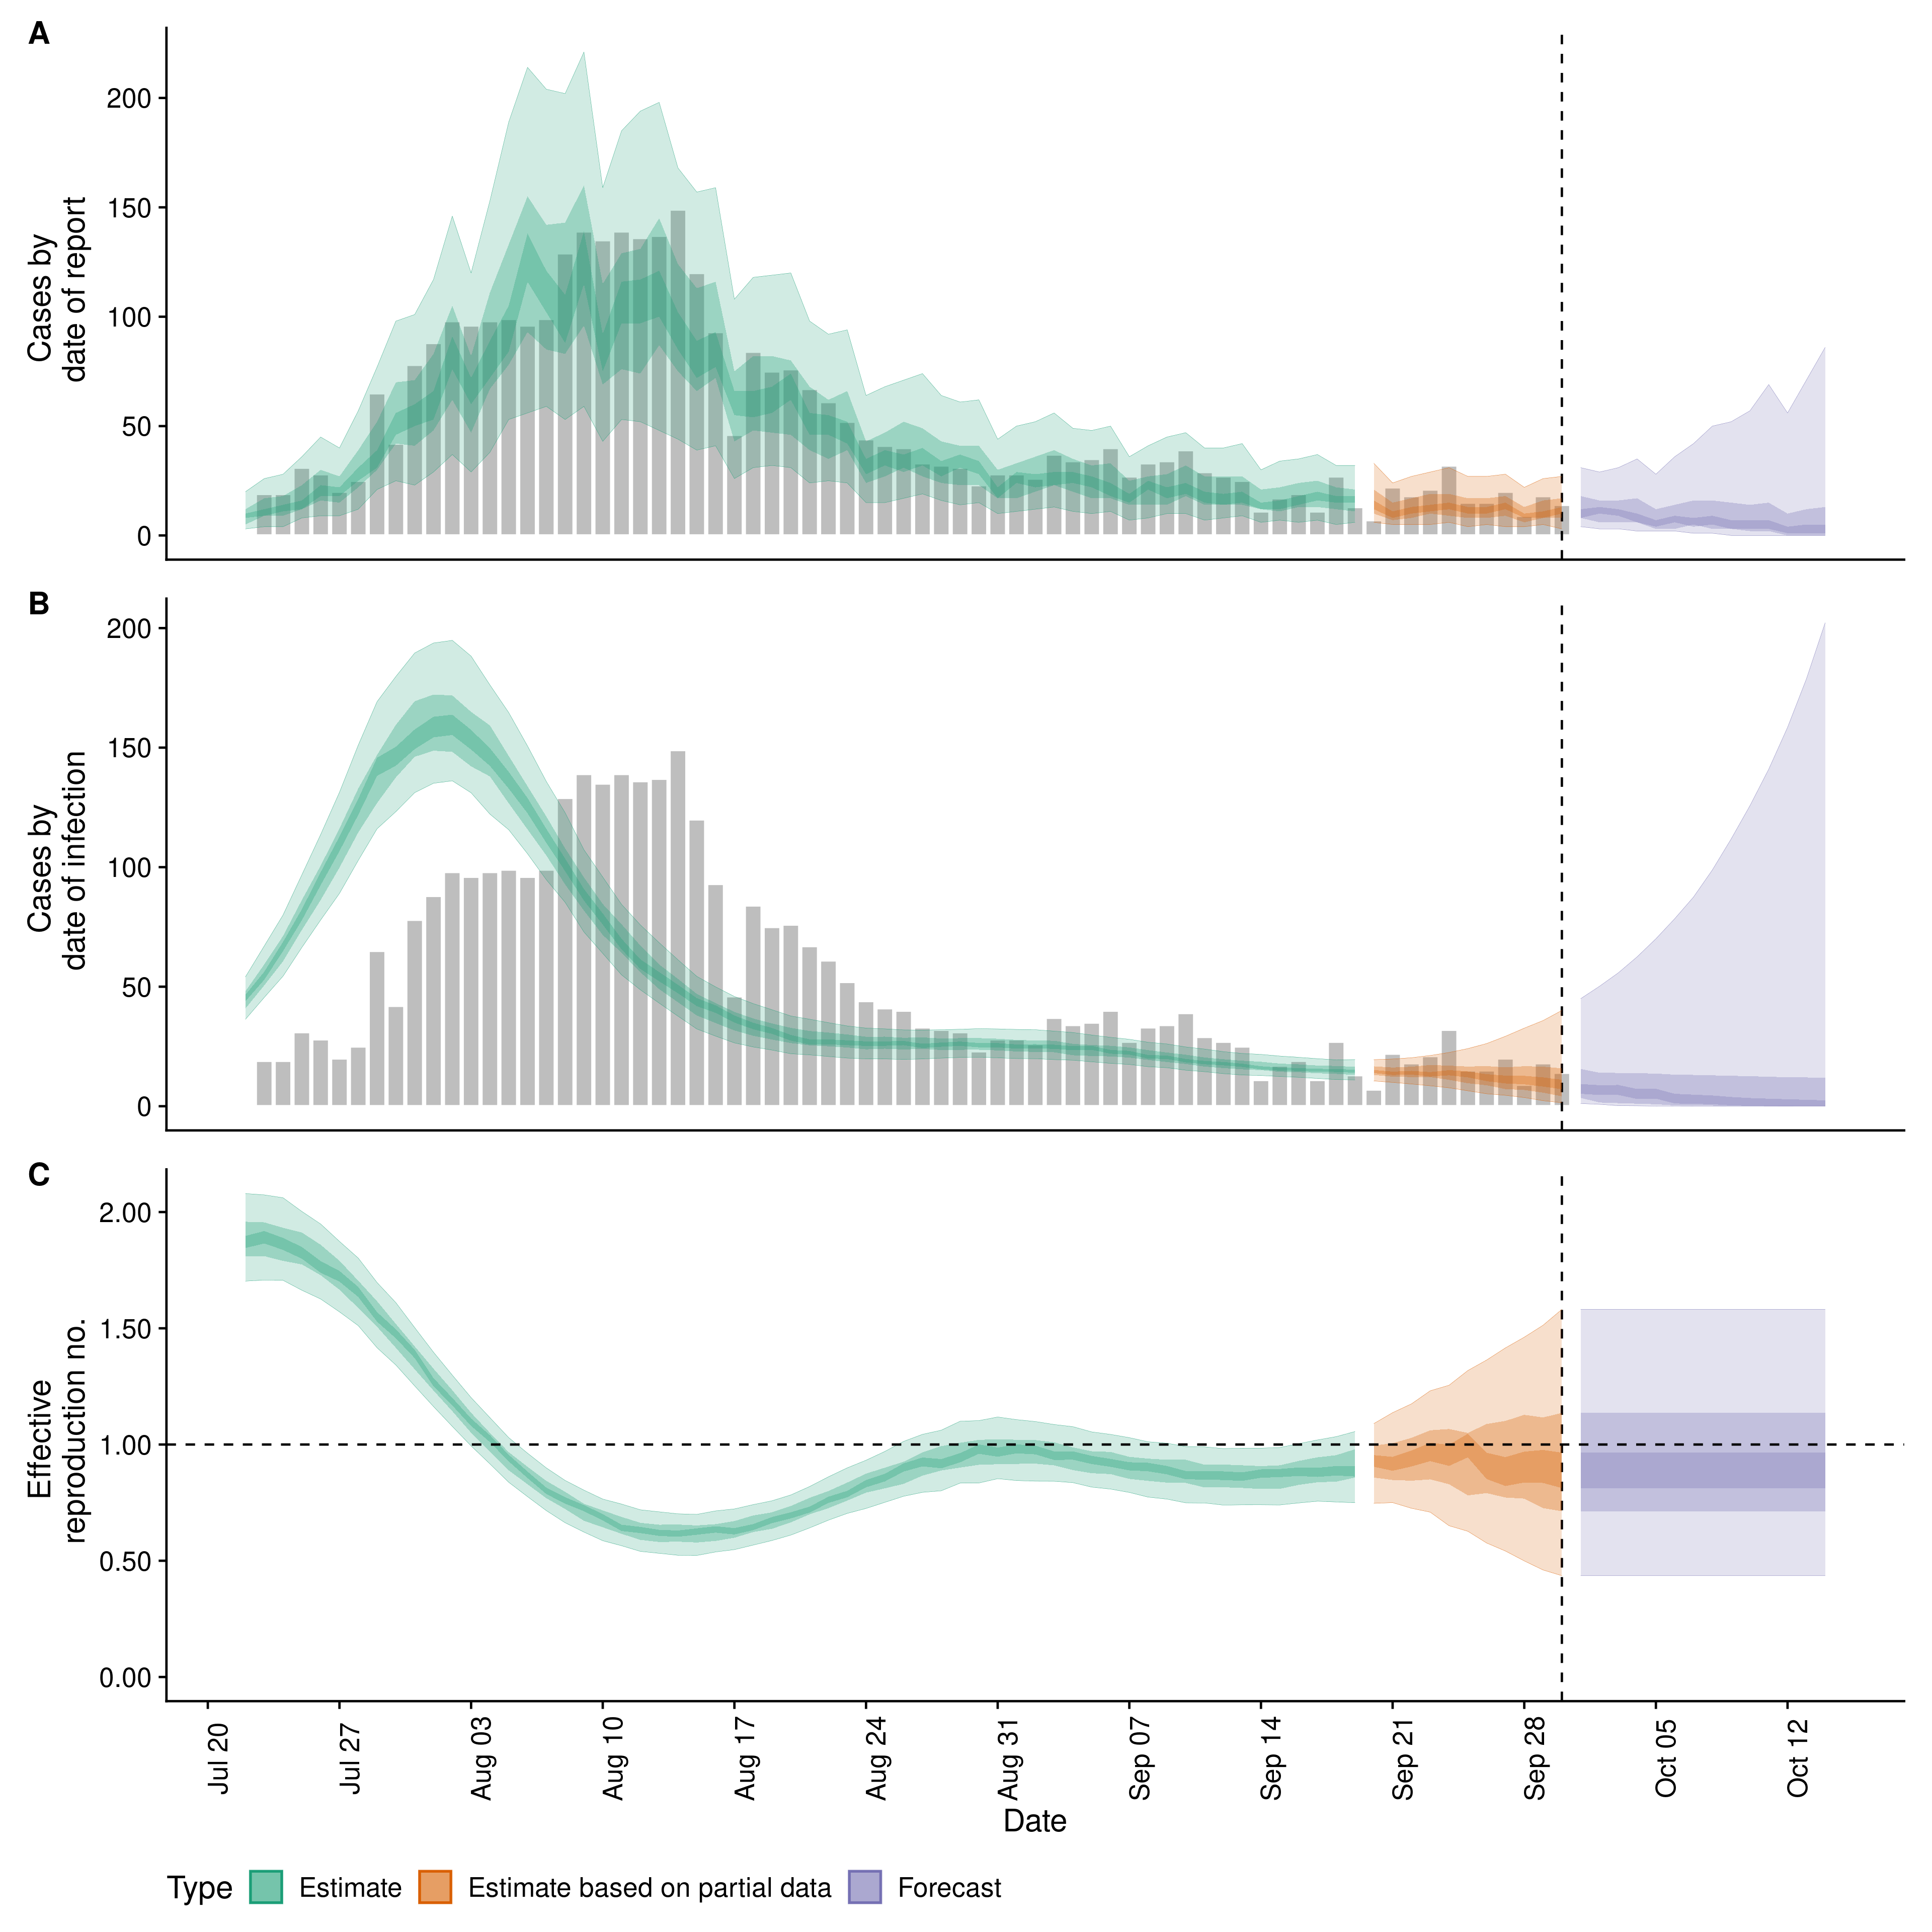 A
200
150
100
50
0
Cases by
date of report
B
200
150
100
50
0
Cases by
date of infection
C
2.00
1.50
1.00
0.50
0.00
Effective
reproduction no.
Jul 20
Jul 27
Aug 03
Aug 10
Aug 17
Aug 24
Aug 31
Sep 07
Sep 14
Sep 21
Sep 28
Oct 05
Oct 12
Date
Type Estimate Estimate based on partial data Forecast